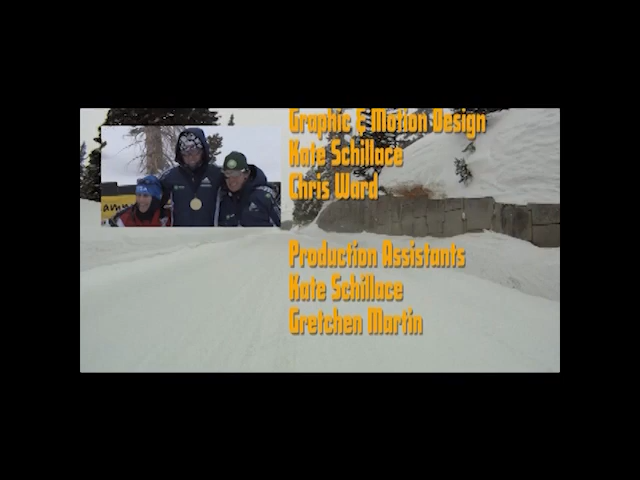 Graphic & Motion Design
Kate Schillace
Chris Ward
Production Assistants
Kate Schillace
Gretchen Martin